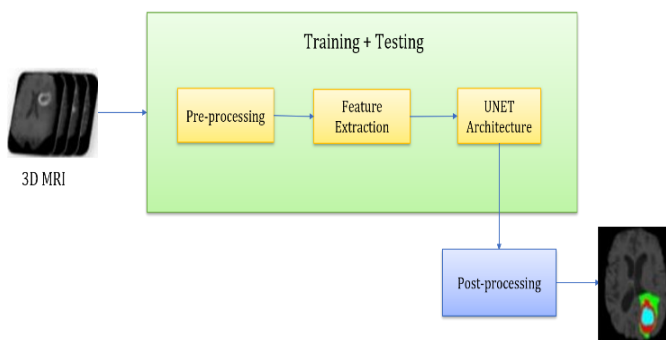 Training + Testing
Pre-processing
Feature
Extraction
UNET
Architecture
3D MRI
Post-processing